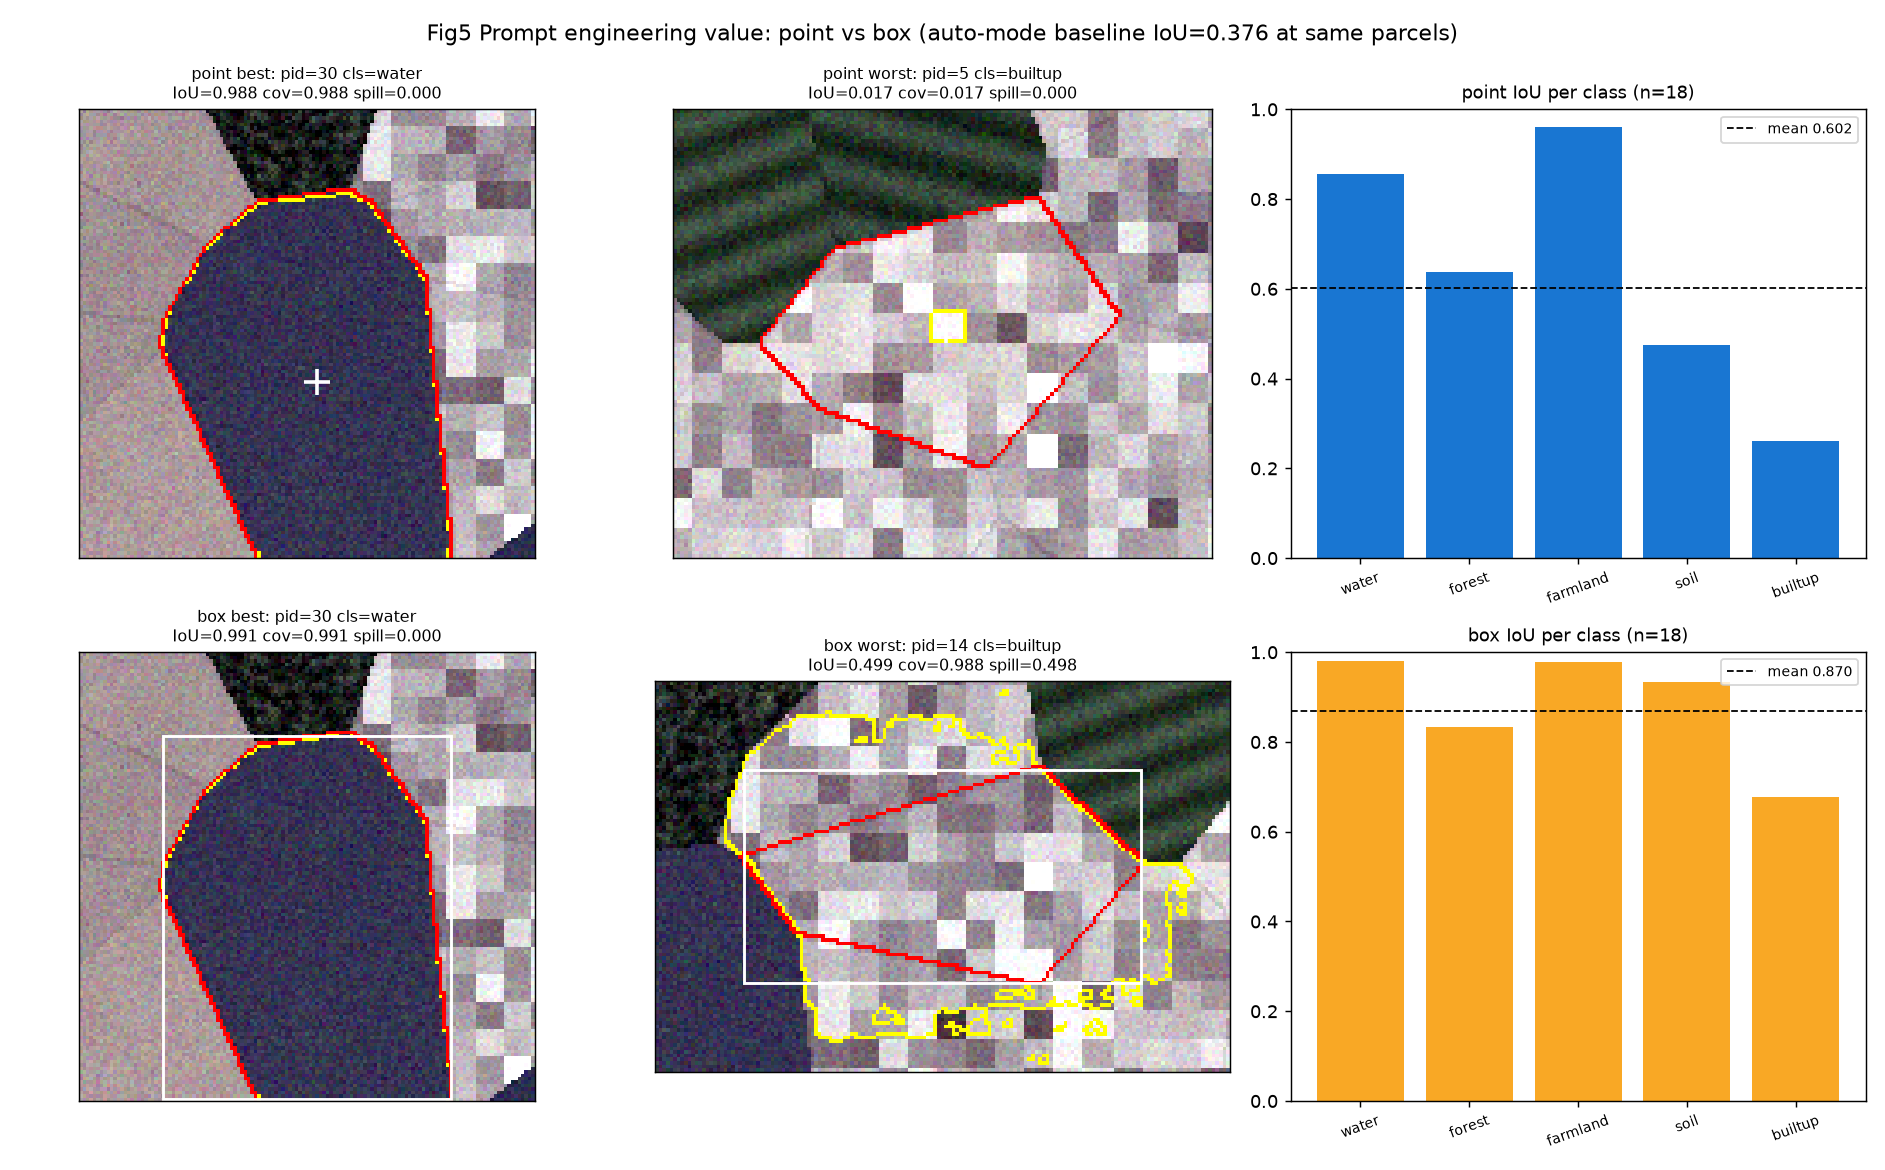 Fig5 Prompt engineering value: point vs box (auto-mode baseline IoU=0.376 at same parcels)
point best: pid=30 cls=water
IoU=0.988 cov=0.988 spill=0.000
point worst: pid=5 cls=builtup
IoU=0.017 cov=0.017 spill=0.000
point IoU per class (n=18)
mean 0.602
1.0
0.8
0.6
0.4
0.2
0.0
water
forest
farmland
soil
builtup
box best: pid=30 cls=water
IoU=0.991 cov=0.991 spill=0.000
box worst: pid=14 cls=builtup
IoU=0.499 cov=0.988 spill=0.498
box IoU per class (n=18)
mean 0.870
1.0
0.8
0.6
0.4
0.2
0.0
water
forest
farmland
soil
builtup